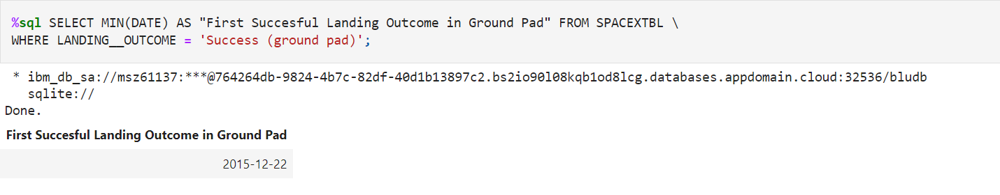 %sql SELECT MIN(DATE) AS "First Succesful Landing Outcome in Ground Pad" FROM SPACEXTBL \
WHERE LANDING__OUTCOME = 'Success (ground pad)';
* ibm_db_sa://msz61137:***@764264db-9824-4b7c-82df-40d1b13897c2.bs2io90l08kqb1od8lcg.databases.appdomain.cloud:32536/bludb
sqlite://
Done.
First Succesful Landing Outcome in Ground Pad
2015-12-22